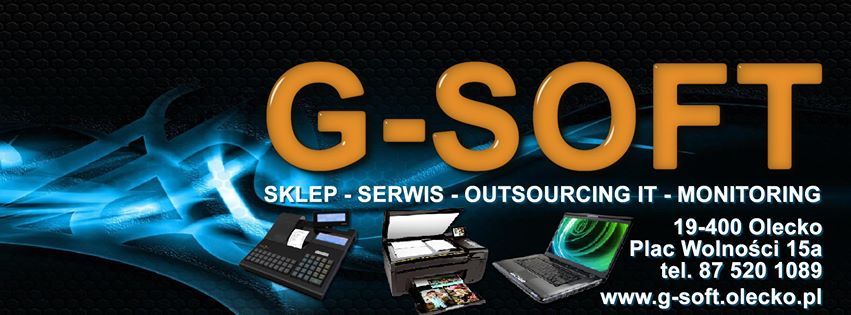 G-SOFT
SKLEP - SERWIS - OUTSOURCING IT - MONITORING
19-400 Olecko
Plac Wolności 15a
tel. 87 520 1089
www.g-soft.olecko.pl